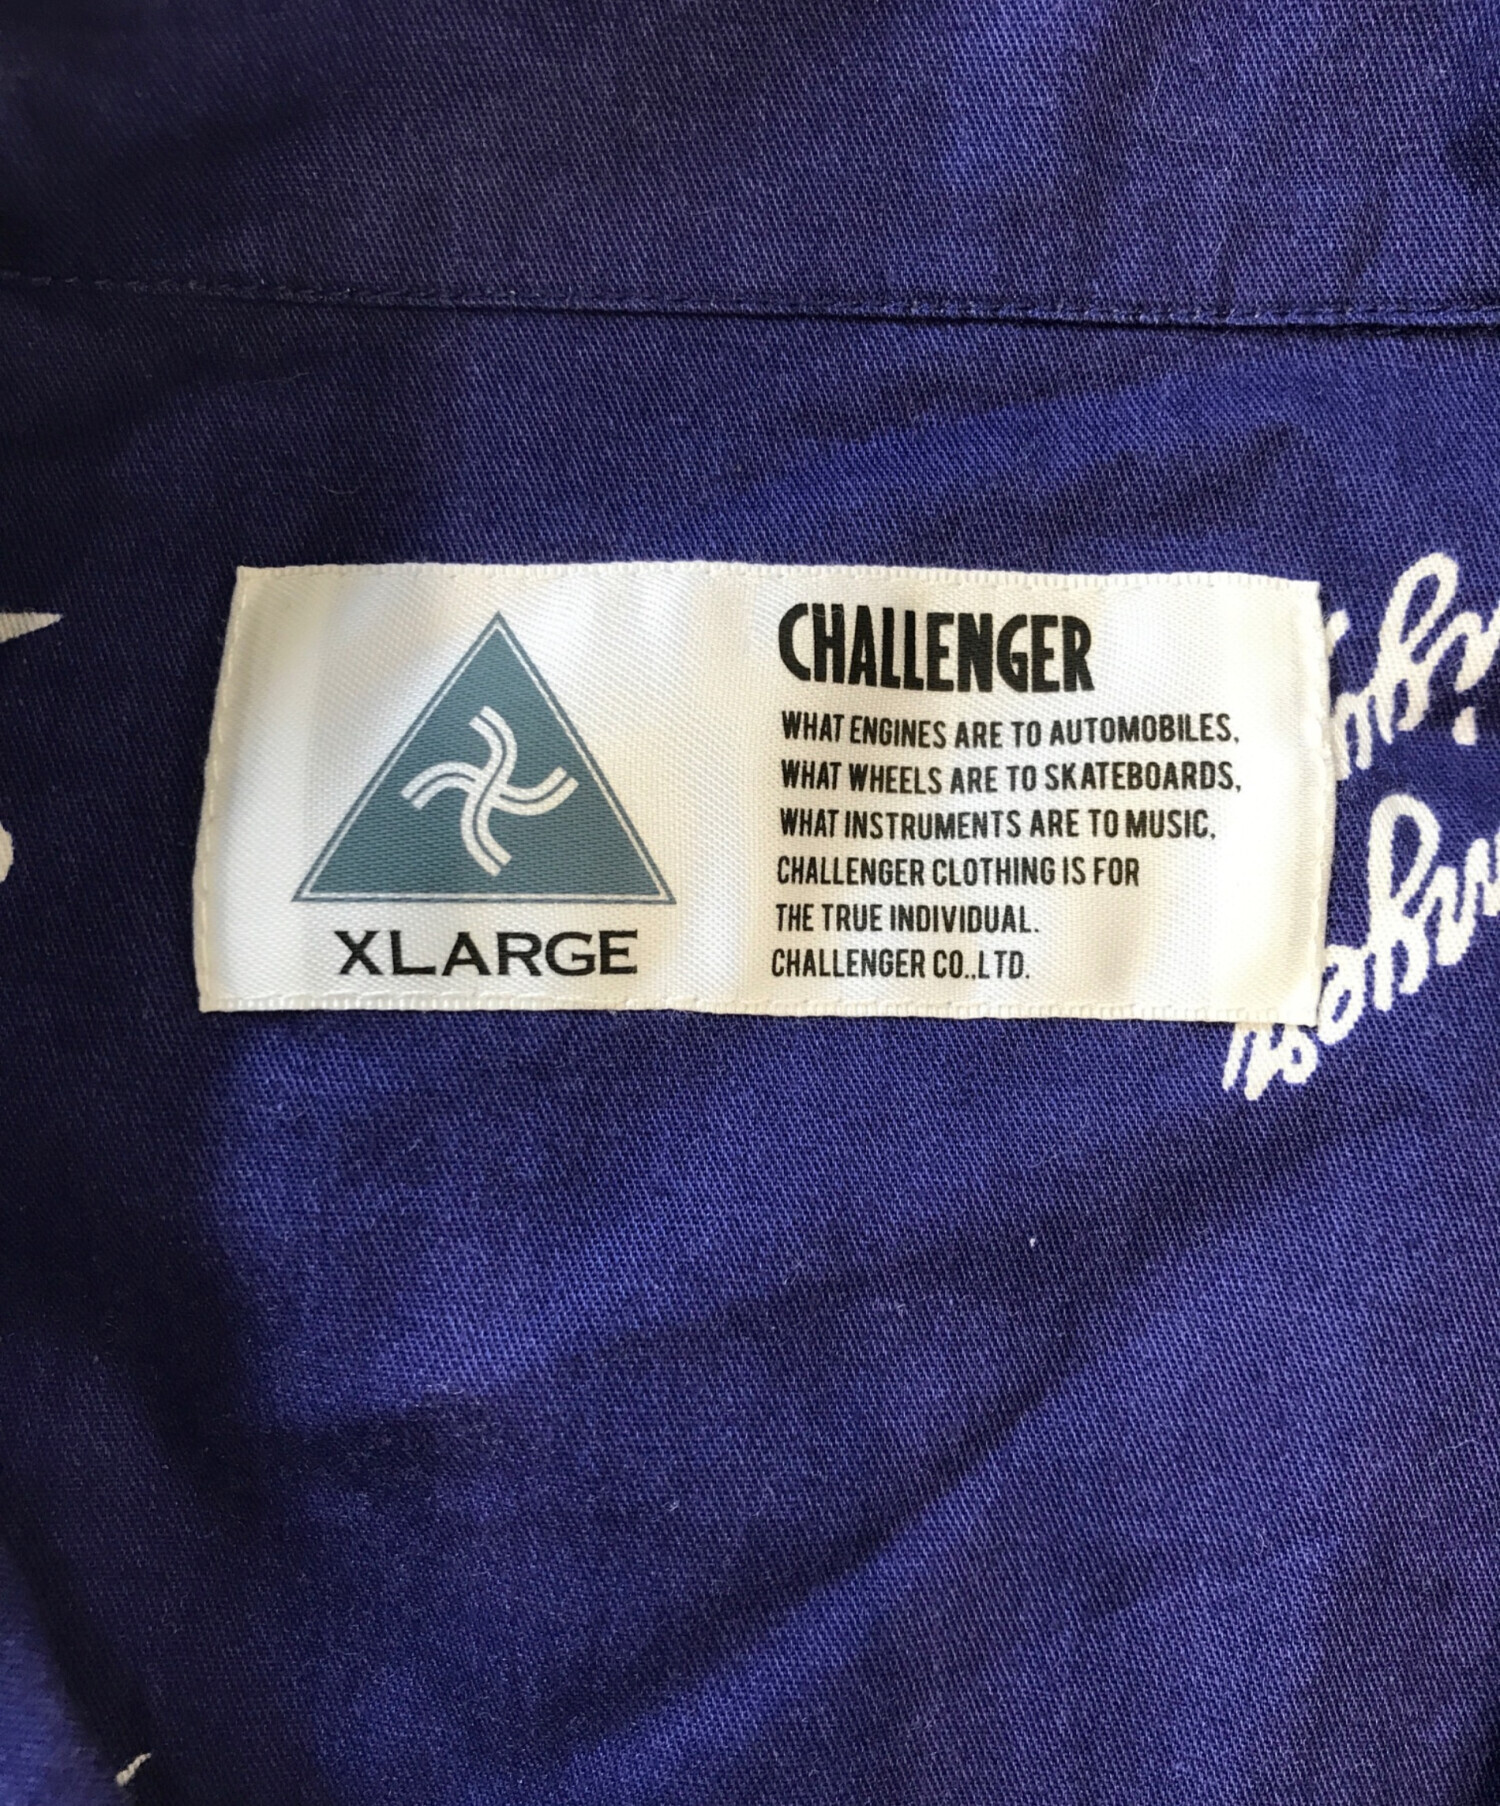 XLARGE
CHALLENGER
WHAT ENGINES ARE TO AUTOMOBILES,
WHAT WHEELS ARE TO SKATEBOARDS,
WHAT INSTRUMENTS ARE TO MUSIC,
CHALLENGER CLOTHING IS FOR
THE TRUE INDIVIDUAL.
CHALLENGER CO.,LTD.